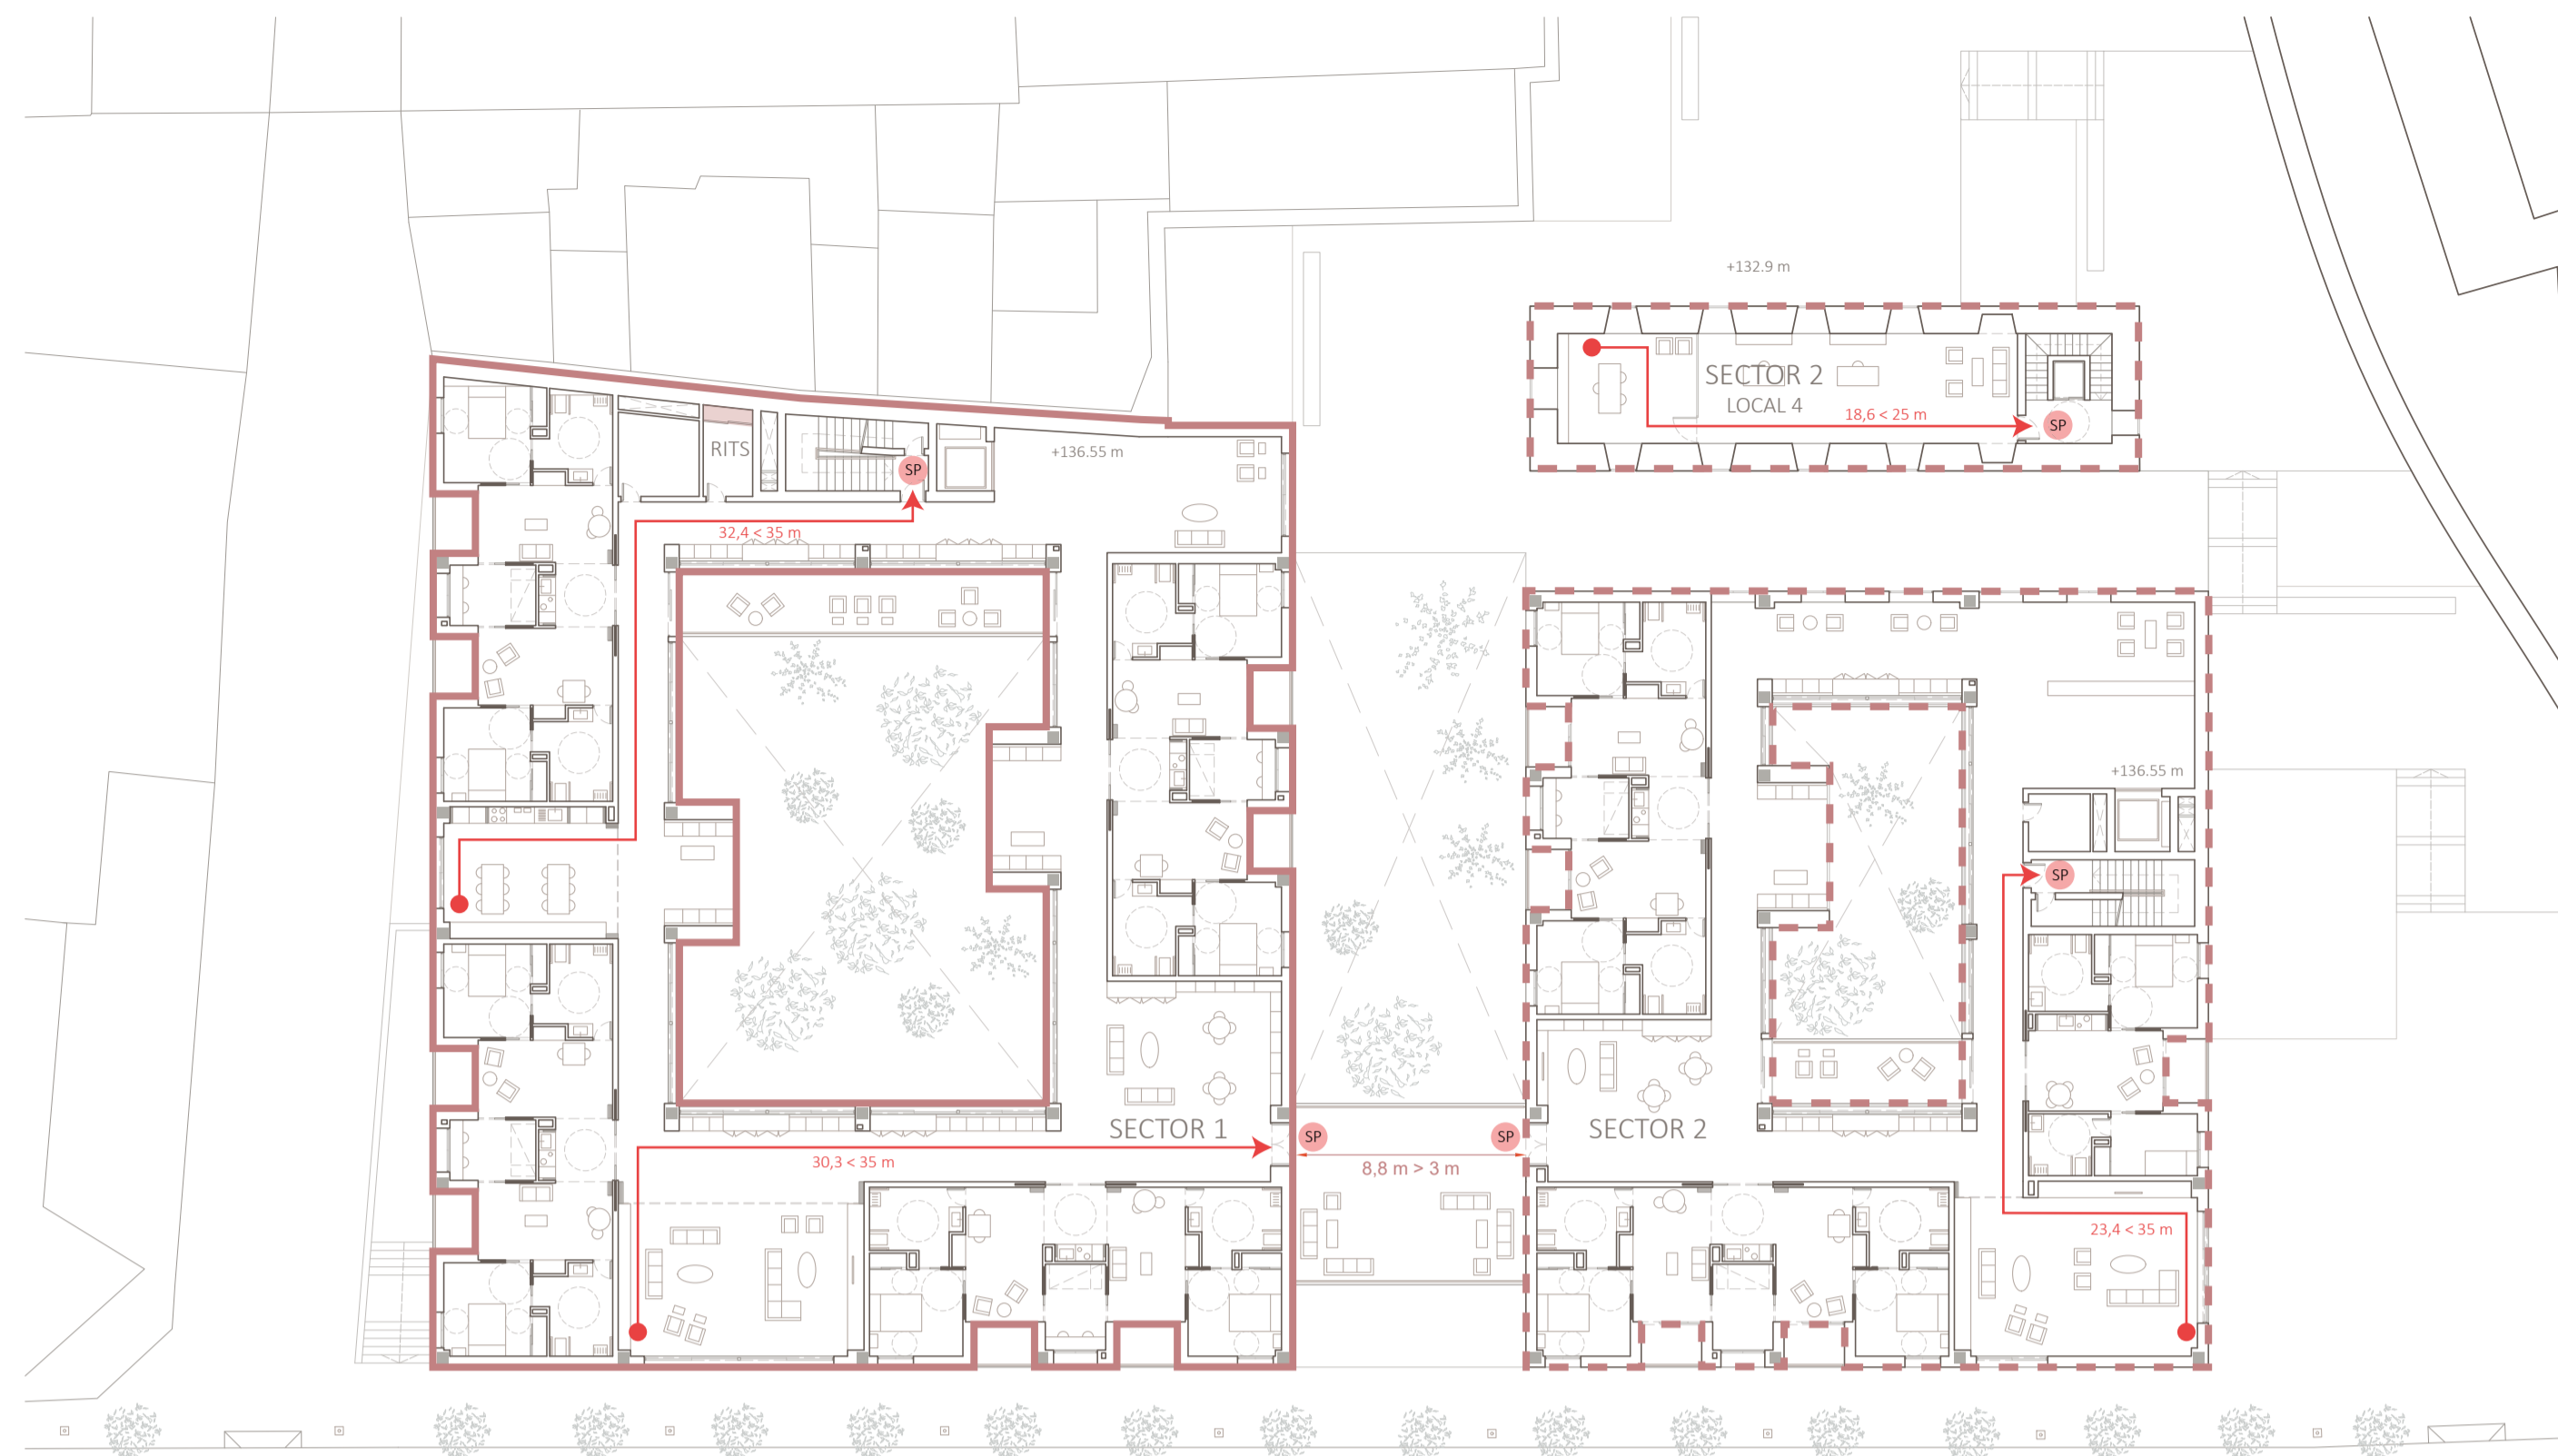 +132.9 m
SECTOR 2
LOCAL 4
18,6 < 25 m
SP
RITS
SP
+136.55 m
32,4 < 35 m
+136.55 m
SP
SECTOR 1
SP
SP
SECTOR 2
30,3 < 35 m
8,8 m > 3 m
23,4 < 35 m